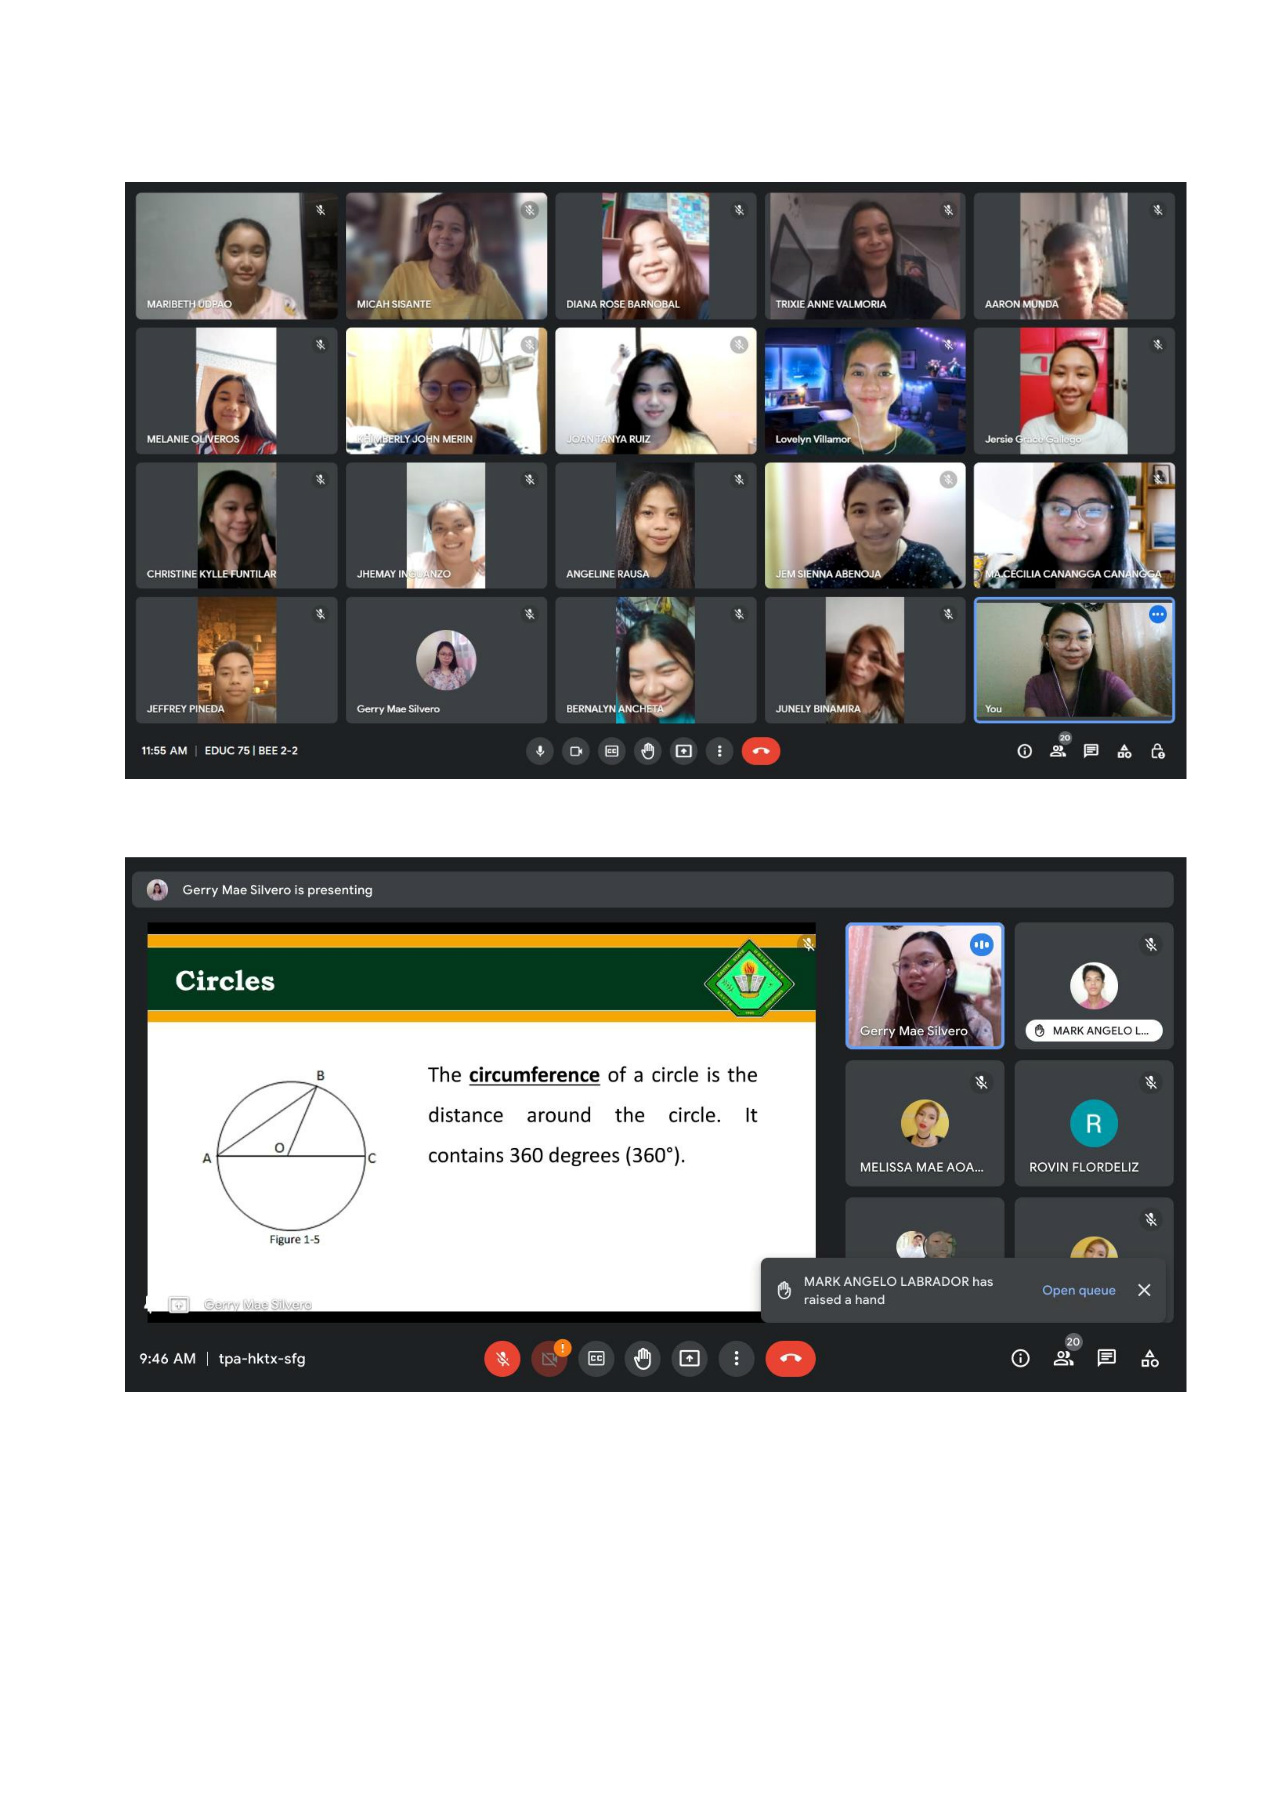 MARIBETH UDPAO
MICAH SISANTE
DIANA ROSE BARNOBAL
TRIXIE ANNE VALMORIA
AARON MUNDA
MELANIE OLIVEROS
KHIMBERLY JOHN MERIN
JOAN TANYA RUIZ
Lovelyn Villamor
Jersie Grace Gallego
CHRISTINE KYLLE FUNTILAR
JHEMAY INGUANZO
ANGELINE RAUSA
JEM SIENNA ABENOJA
MA.CECILIA CANANGGA CANANGGA
JEFFREY PINEDA
Gerry Mae Silvero
BERNALYN ANCHETA
JUNELY BINAMIRA
You
11:55 AM | EDUC 75 | BEE 2-2
CC
20
Gerry Mae Silvero is presenting
Circles
B
O
A
C
Figure 1-5
The circumference of a circle is the
distance around the circle. It
contains 360 degrees (360°).
Gerry Mae Silvero
Gerry Mae Silvero
MARK ANGELO L...
MELISSA MAE AOA...
R
ROVIN FLORDELIZ
MARK ANGELO LABRADOR has
raised a hand
Open queue
9:46 AM | tpa-hktx-sfg
!
CC
20